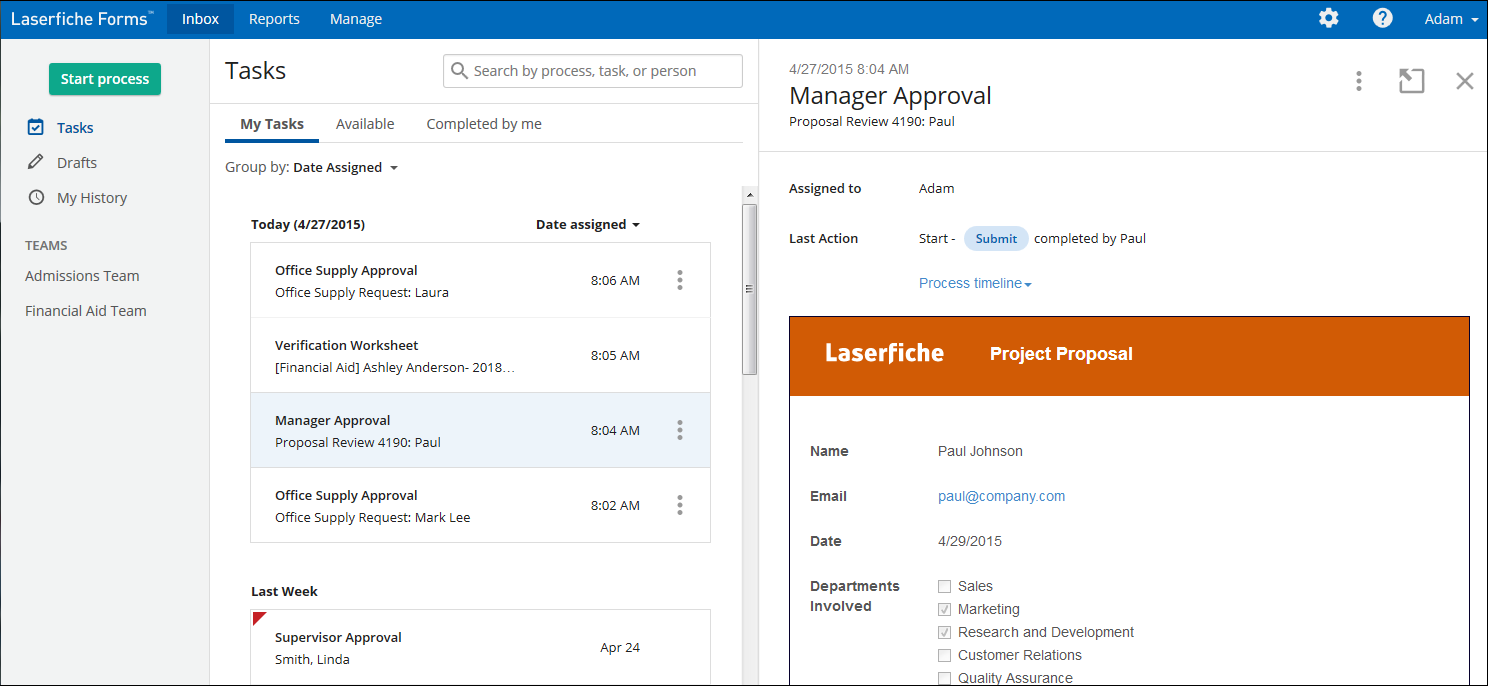 Laserfiche Forms™ Inbox Reports Manage Adam
Start process
Tasks
Drafts
My History
TEAMS
Admissions Team
Financial Aid Team
Tasks
Search by process, task, or person
My Tasks Available Completed by me
Group by: Date Assigned
Today (4/27/2015) Date assigned
Office Supply Approval
Office Supply Request: Laura
8:06 AM
Verification Worksheet
[Financial Aid] Ashley Anderson- 2018…
8:05 AM
Manager Approval
Proposal Review 4190: Paul
8:04 AM
Office Supply Approval
Office Supply Request: Mark Lee
8:02 AM
Last Week
Supervisor Approval
Smith, Linda
Apr 24
4/27/2015 8:04 AM
Manager Approval
Proposal Review 4190: Paul
Assigned to Adam
Last Action Start - Submit completed by Paul
Process timeline
Laserfiche Project Proposal
Name Paul Johnson
Email paul@company.com
Date 4/29/2015
Departments
Involved
Sales
Marketing
Research and Development
Customer Relations
Quality Assurance